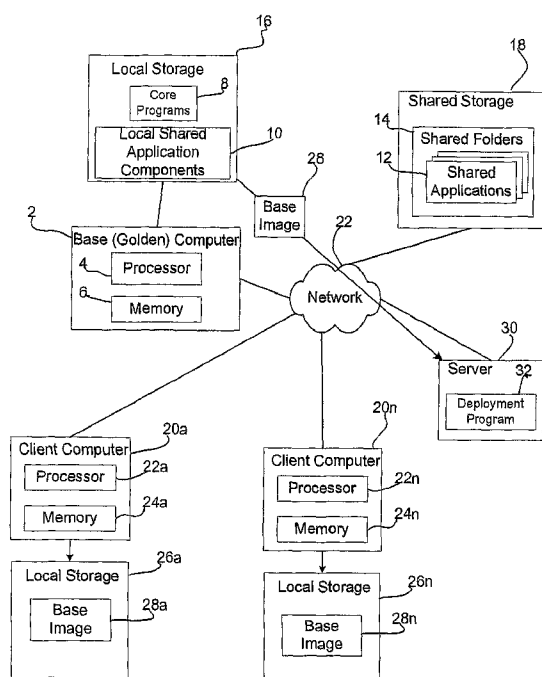 16
Local Storage
8
Core
Programs
10
Local Shared
Application
Components
18
Shared Storage
14
Shared Folders
12
Shared
Applications
28
Base
Image
2
Base (Golden) Computer
4
Processor
6
Memory
22
Network
30
Server
32
Deployment
Program
20a
Client Computer
22a
Processor
24a
Memory
26a
Local Storage
28a
Base
Image
20n
Client Computer
22n
Processor
24n
Memory
26n
Local Storage
28n
Base
Image